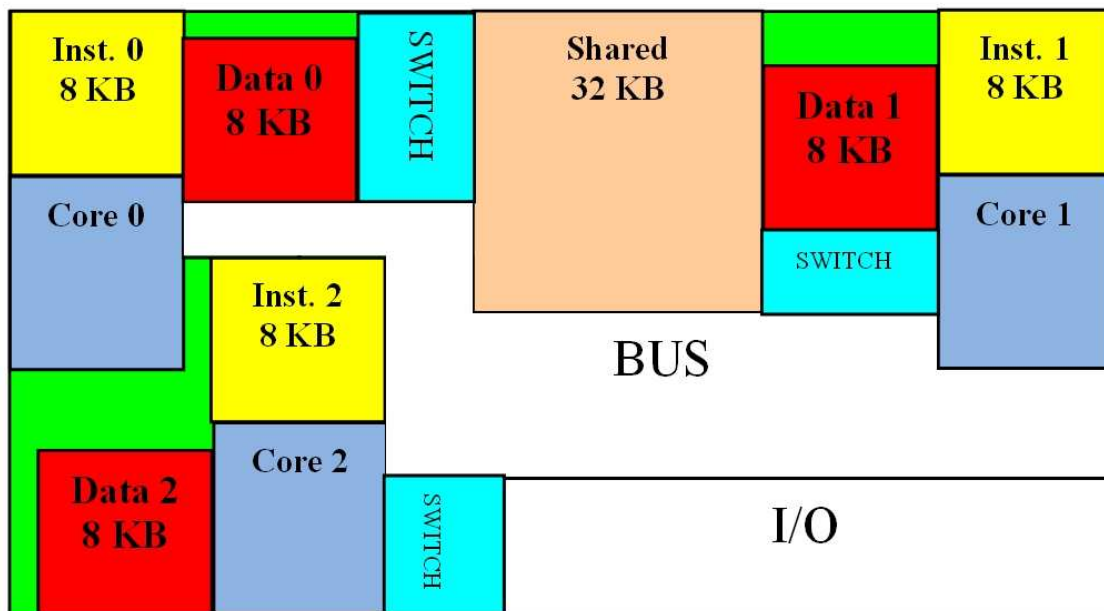 Inst. 0
8 KB
Data 0
8 KB
SWITCH
Shared
32 KB
Data 1
8 KB
Inst. 1
8 KB
Core 0
Core 1
SWITCH
Inst. 2
8 KB
BUS
Core 2
Data 2
8 KB
SWITCH
I/O